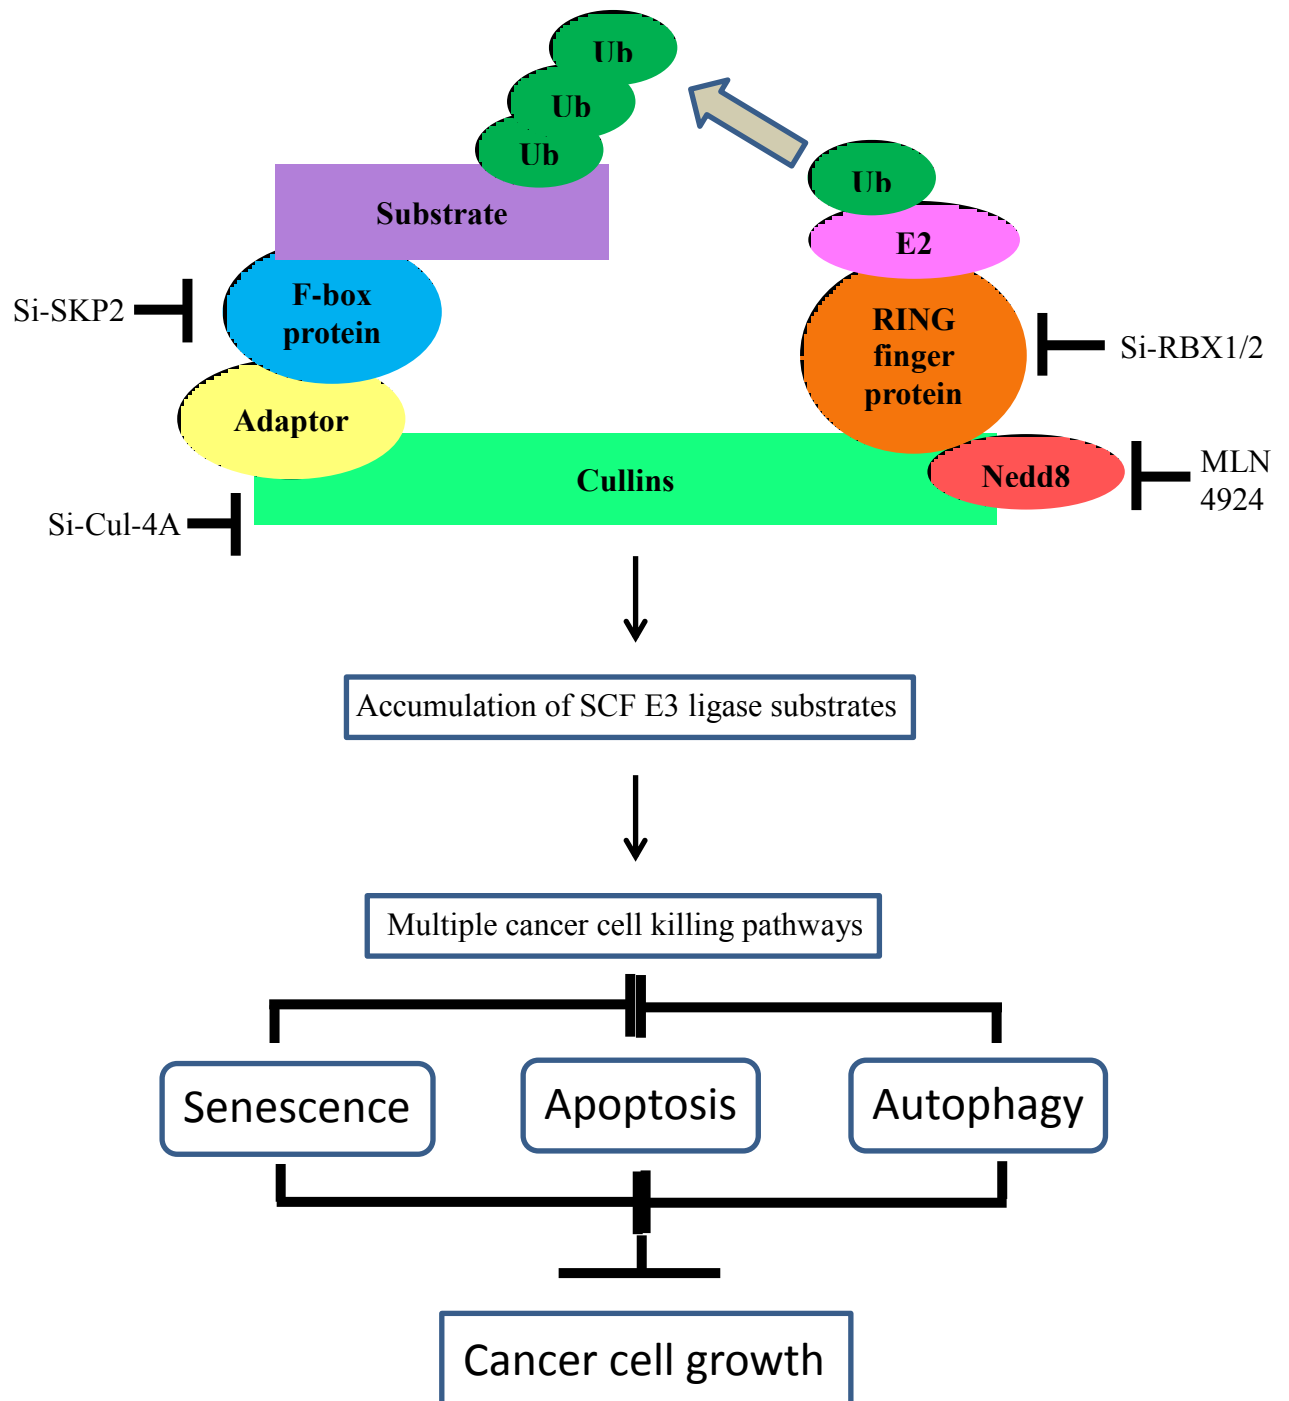 Ub
Ub
Ub
Ub
Substrate
E2
F-box
protein
Si-SKP2
RING
finger
protein
Si-RBX1/2
Adaptor
Cullins
Nedd8
MLN
4924
Si-Cul-4A
Accumulation of SCF E3 ligase substrates
Multiple cancer cell killing pathways
Senescence
Apoptosis
Autophagy
Cancer cell growth